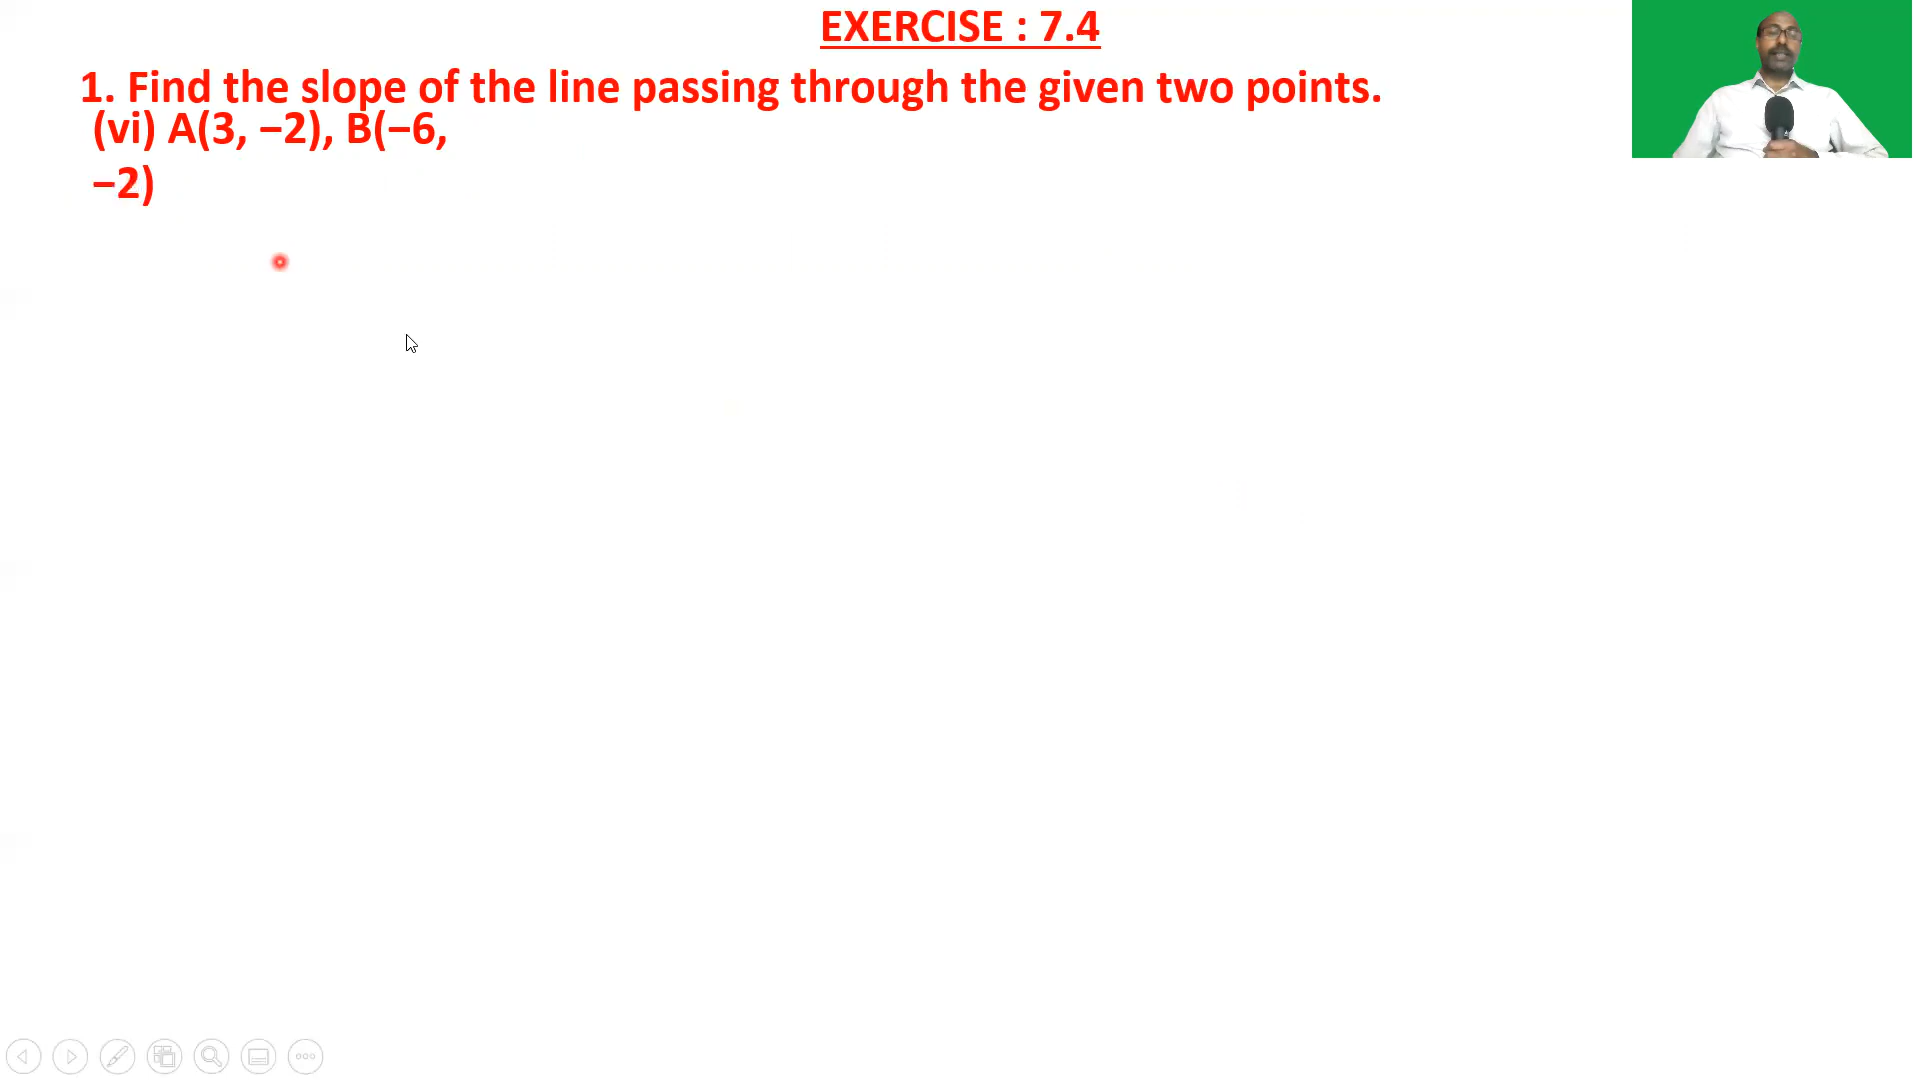 EXERCISE : 7.4
1. Find the slope of the line passing through the given two points.
(vi) A(3, −2), B(−6,
−2)